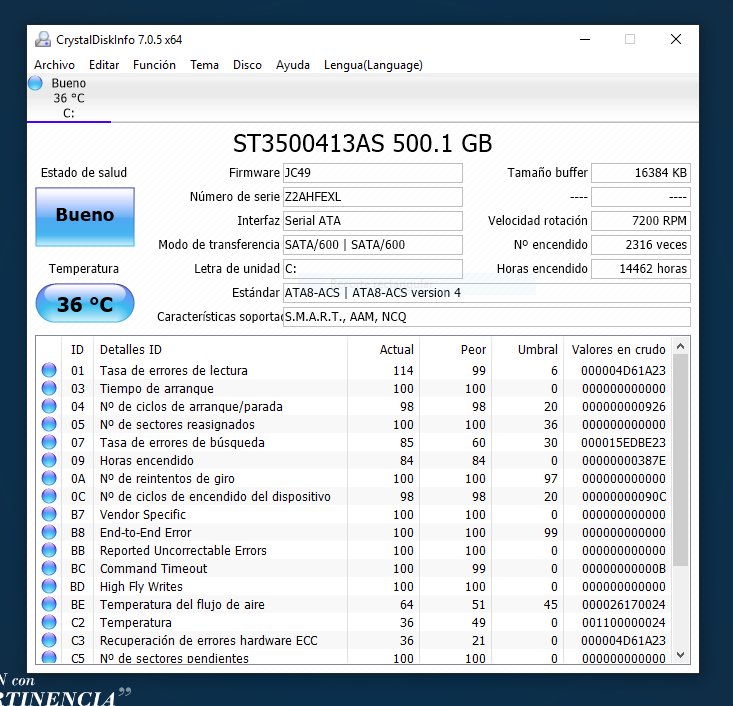 CrystalDiskInfo 7.0.5 x64
Archivo Editar Función Tema Disco Ayuda Lengua(Language)
Bueno
36 °C
C:
ST3500413AS 500.1 GB
Estado de salud
Bueno
Temperatura
36 °C
Firmware JC49 Tamaño buffer 16384 KB
Número de serie Z2AHFEXL ---- ----
Interfaz Serial ATA Velocidad rotación 7200 RPM
Modo de transferencia SATA/600 | SATA/600 Nº encendido 2316 veces
Letra de unidad C: Horas encendido 14462 horas
Estándar ATA8-ACS | ATA8-ACS version 4
Características soporta S.M.A.R.T., AAM, NCQ
ID Detalles ID Actual Peor Umbral Valores en crudo
01 Tasa de errores de lectura 114 99 6 000004D61A23
03 Tiempo de arranque 100 100 0 000000000000
04 Nº de ciclos de arranque/parada 98 98 20 000000000926
05 Nº de sectores reasignados 100 100 36 000000000000
07 Tasa de errores de búsqueda 85 60 30 000015EDBE23
09 Horas encendido 84 84 0 00000000387E
0A Nº de reintentos de giro 100 100 97 000000000000
0C Nº de ciclos de encendido del dispositivo 98 98 20 00000000090C
B7 Vendor Specific 100 100 0 000000000000
B8 End-to-End Error 100 100 99 000000000000
BB Reported Uncorrectable Errors 100 100 0 000000000000
BC Command Timeout 100 99 0 00000000000B
BD High Fly Writes 100 100 0 000000000000
BE Temperatura del flujo de aire 64 51 45 000026170024
C2 Temperatura 36 49 0 001100000024
C3 Recuperación de errores hardware ECC 36 21 0 000004D61A23
C5 Nº de sectores pendientes 100 100 0 000000000000
N con
RTINENCIA”